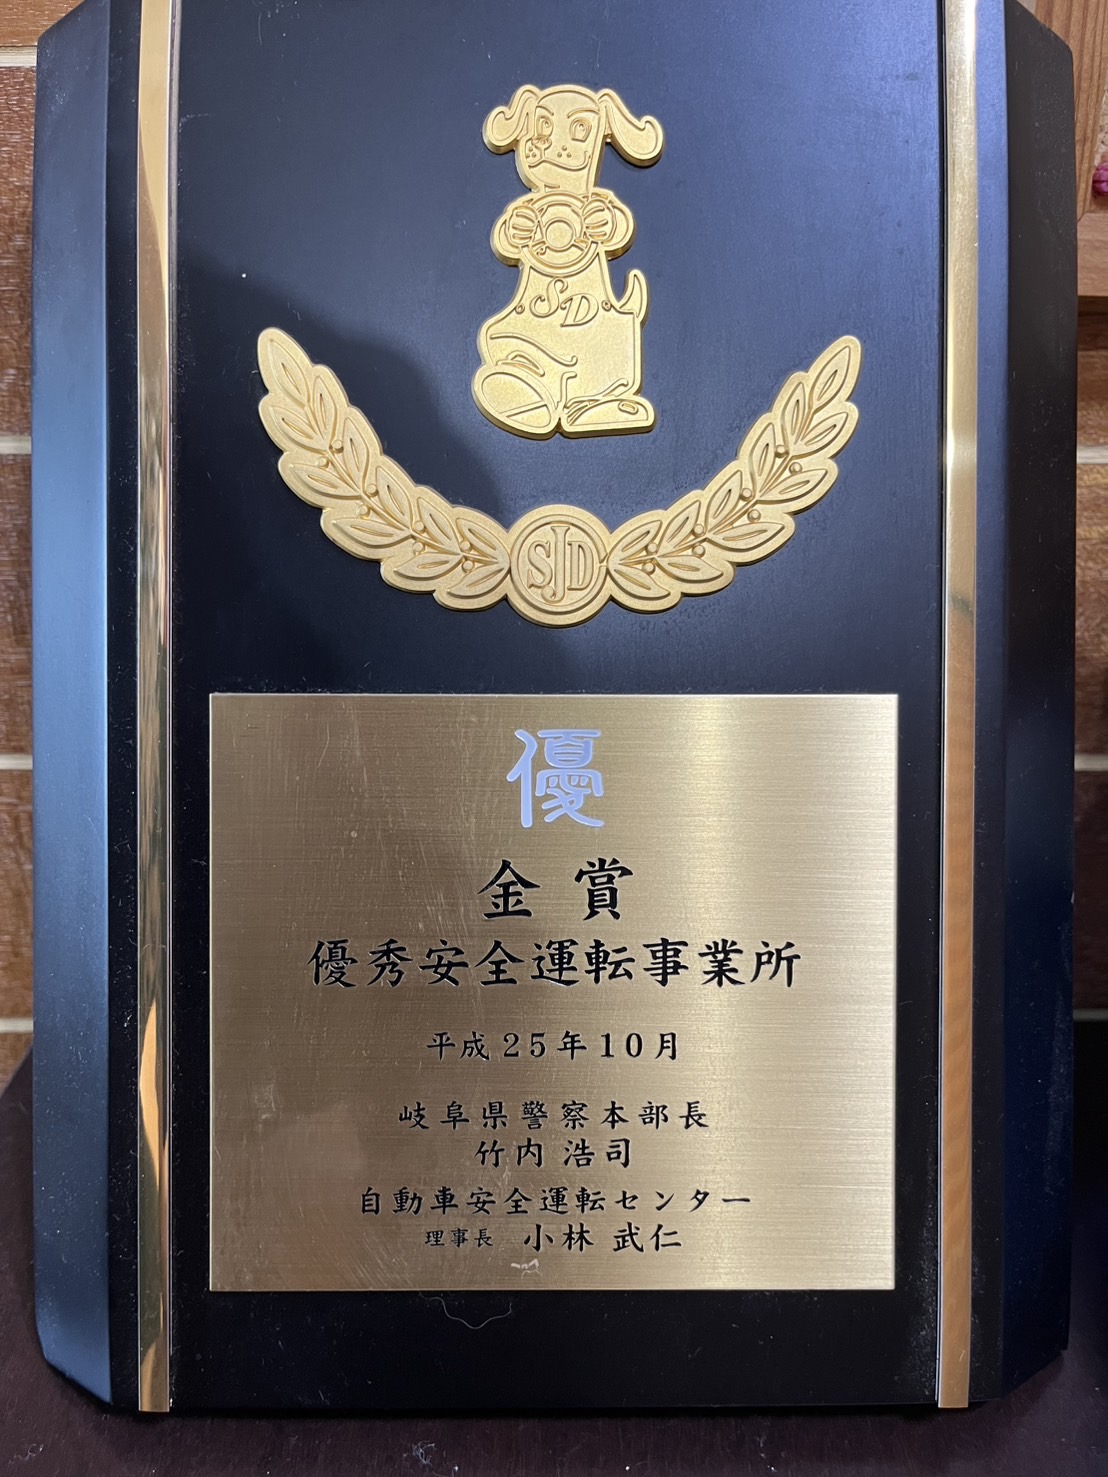 SD
SJD
優
金賞
優秀安全運転事業所
平成25年10月
岐阜県警察本部長
竹内 浩司
自動車安全運転センター
理事長 小林 武仁